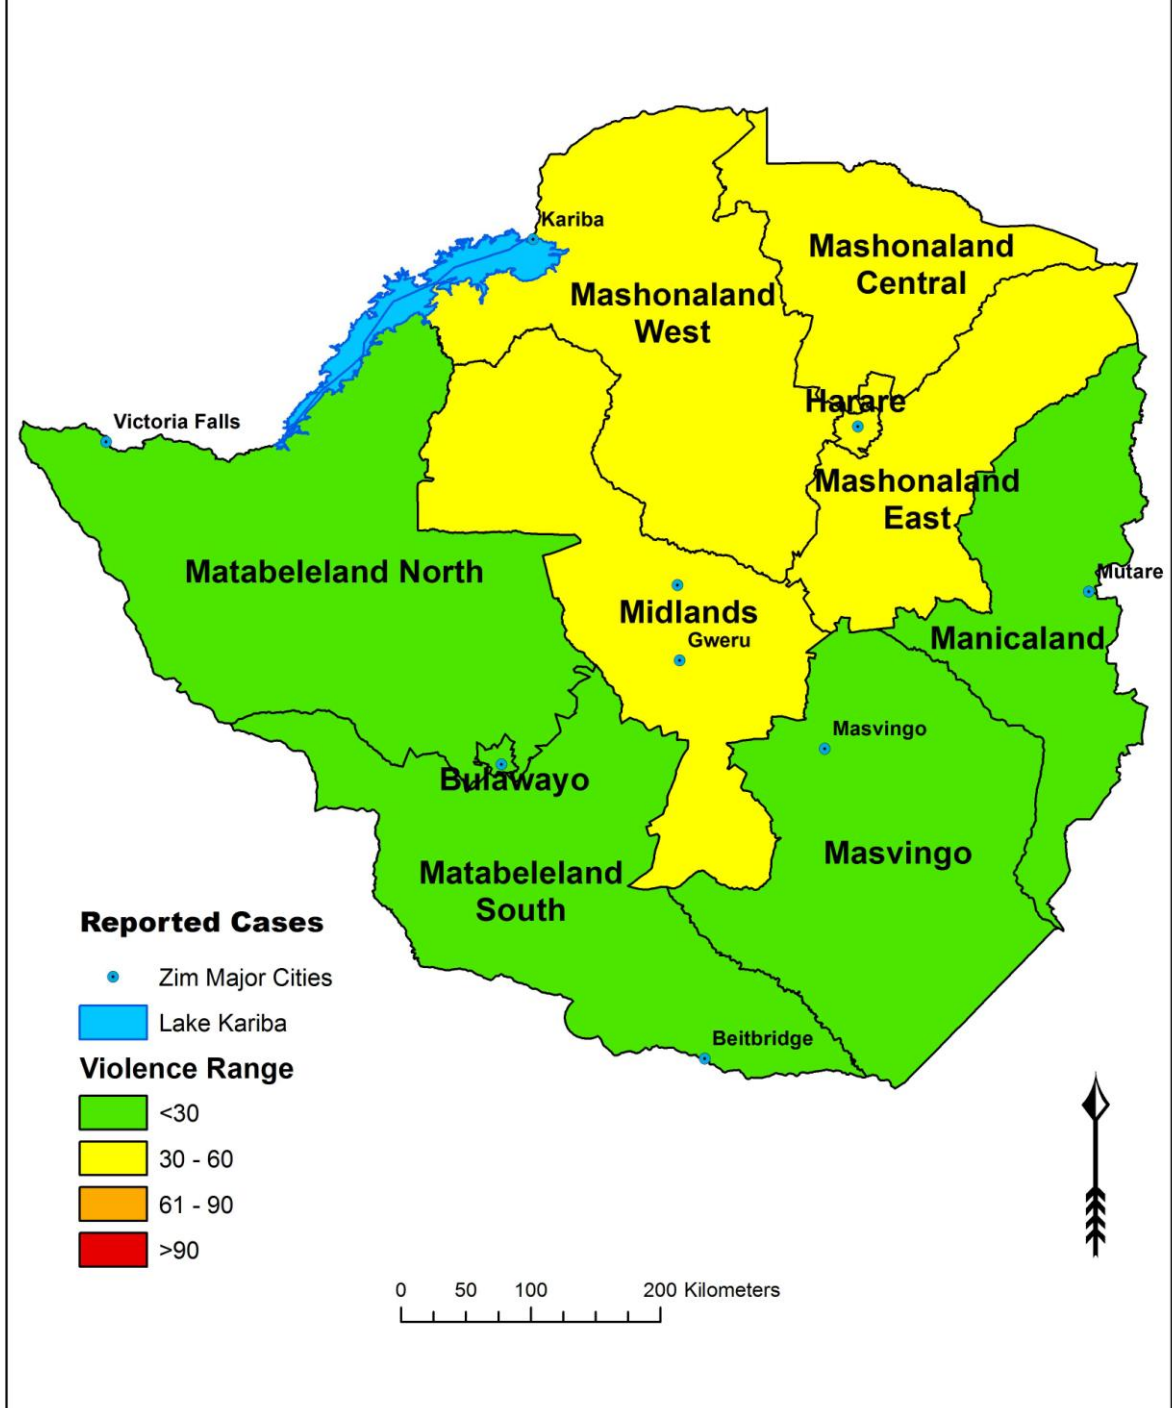 Kariba
Mashonaland
Central
Mashonaland
West
Harare
Victoria Falls
Mashonaland
East
Matabeleland North
Mutare
Midlands
Gweru
Manicaland
Masvingo
Bulawayo
Masvingo
Matabeleland
South
Beitbridge
Reported Cases
Zim Major Cities
Lake Kariba
Violence Range
<30
30 - 60
61 - 90
>90
0 50 100 200 Kilometers